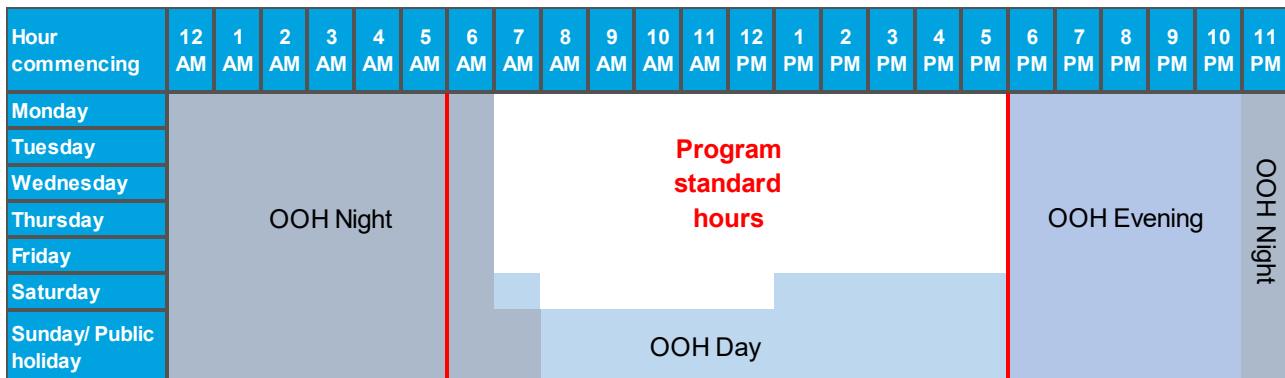 Hour commencing 12 AM 1 AM 2 AM 3 AM 4 AM 5 AM 6 AM 7 AM 8 AM 9 AM 10 AM 11 AM 12 PM 1 PM 2 PM 3 PM 4 PM 5 PM 6 PM 7 PM 8 PM 9 PM 10 PM 11 PM
Monday
Tuesday
Wednesday
Thursday
Friday
Saturday
Sunday/ Public
holiday
OOH Night
Program
standard
hours
OOH Day
OOH Evening
OOH Night